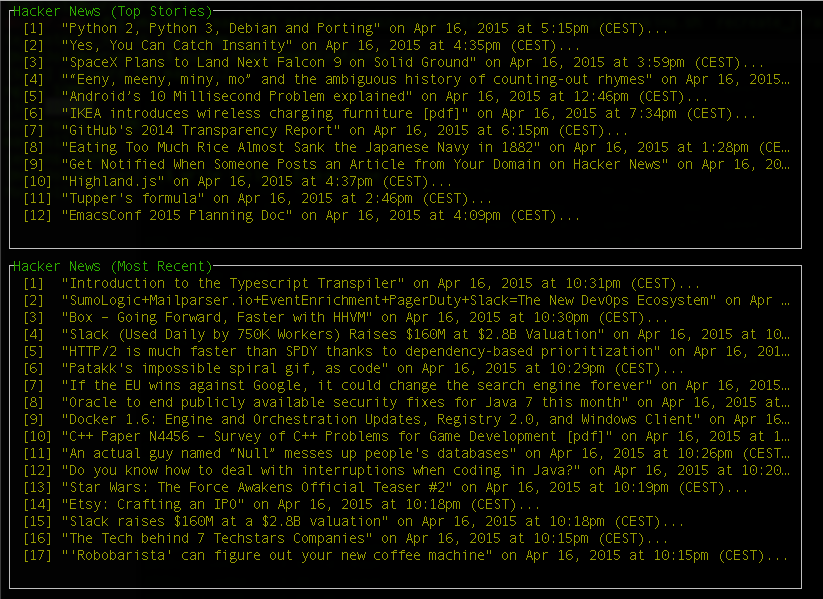 Hacker News (Top Stories)
[1] "Python 2, Python 3, Debian and Porting" on Apr 16, 2015 at 5:15pm (CEST)...
[2] "Yes, You Can Catch Insanity" on Apr 16, 2015 at 4:35pm (CEST)...
[3] "SpaceX Plans to Land Next Falcon 9 on Solid Ground" on Apr 16, 2015 at 3:59pm (CEST)...
[4] "“Eeny, meeny, miny, mo” and the ambiguous history of counting-out rhymes" on Apr 16, 2015...
[5] "Android’s 10 Millisecond Problem explained" on Apr 16, 2015 at 12:46pm (CEST)...
[6] "IKEA introduces wireless charging furniture [pdf]" on Apr 16, 2015 at 7:34pm (CEST)...
[7] "GitHub's 2014 Transparency Report" on Apr 16, 2015 at 6:15pm (CEST)...
[8] "Eating Too Much Rice Almost Sank the Japanese Navy in 1882" on Apr 16, 2015 at 1:28pm (CE...
[9] "Get Notified When Someone Posts an Article from Your Domain on Hacker News" on Apr 16, 20...
[10] "Highland.js" on Apr 16, 2015 at 4:37pm (CEST)...
[11] "Tupper's formula" on Apr 16, 2015 at 2:46pm (CEST)...
[12] "EmacsConf 2015 Planning Doc" on Apr 16, 2015 at 4:09pm (CEST)...
Hacker News (Most Recent)
[1] "Introduction to the Typescript Transpiler" on Apr 16, 2015 at 10:31pm (CEST)...
[2] "SumoLogic+Mailparser.io+EventEnrichment+PagerDuty+Slack=The New DevOps Ecosystem" on Apr ...
[3] "Box – Going Forward, Faster with HHVM" on Apr 16, 2015 at 10:30pm (CEST)...
[4] "Slack (Used Daily by 750K Workers) Raises $160M at $2.8B Valuation" on Apr 16, 2015 at 10...
[5] "HTTP/2 is much faster than SPDY thanks to dependency-based prioritization" on Apr 16, 201...
[6] "Patakk's impossible spiral gif, as code" on Apr 16, 2015 at 10:29pm (CEST)...
[7] "If the EU wins against Google, it could change the search engine forever" on Apr 16, 2015...
[8] "Oracle to end publicly available security fixes for Java 7 this month" on Apr 16, 2015 at...
[9] "Docker 1.6: Engine and Orchestration Updates, Registry 2.0, and Windows Client" on Apr 16...
[10] "C++ Paper N4456 – Survey of C++ Problems for Game Development [pdf]" on Apr 16, 2015 at 1...
[11] "An actual guy named “Null” messes up people's databases" on Apr 16, 2015 at 10:26pm (CEST...
[12] "Do you know how to deal with interruptions when coding in Java?" on Apr 16, 2015 at 10:20...
[13] "Star Wars: The Force Awakens Official Teaser #2" on Apr 16, 2015 at 10:19pm (CEST)...
[14] "Etsy: Crafting an IPO" on Apr 16, 2015 at 10:18pm (CEST)...
[15] "Slack raises $160M at a $2.8B valuation" on Apr 16, 2015 at 10:18pm (CEST)...
[16] "The Tech behind 7 Techstars Companies" on Apr 16, 2015 at 10:15pm (CEST)...
[17] "'Robobarista' can figure out your new coffee machine" on Apr 16, 2015 at 10:15pm (CEST)...